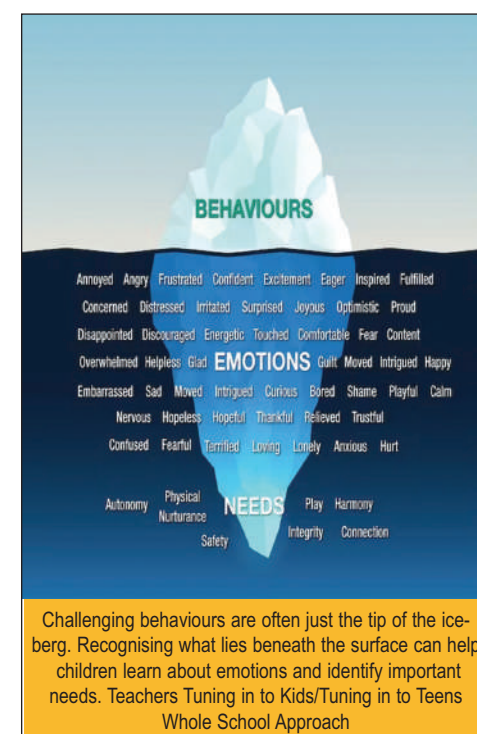 BEHAVIOURS
Annoyed Angry Frustrated Confident Excitement Eager Inspired Fulfilled
Concerned Distressed Irritated Surprised Joyous Optimistic Proud
Disappointed Discouraged Energetic Touched Comfortable Fear Content
Overwhelmed Helpless Glad EMOTIONS Guilt Moved Intrigued Happy
Embarrassed Sad Moved Intrigued Curious Bored Shame Playful Calm
Nervous Hopeless Hopeful Thankful Relieved Trustful
Confused Fearful Terrified Loving Lonely Anxious Hurt
Autonomy Physical
Nurturance NEEDS Play Harmony
Safety Integrity Connection
Challenging behaviours are often just the tip of the ice-
berg. Recognising what lies beneath the surface can help
children learn about emotions and identify important
needs. Teachers Tuning in to Kids/Tuning in to Teens
Whole School Approach